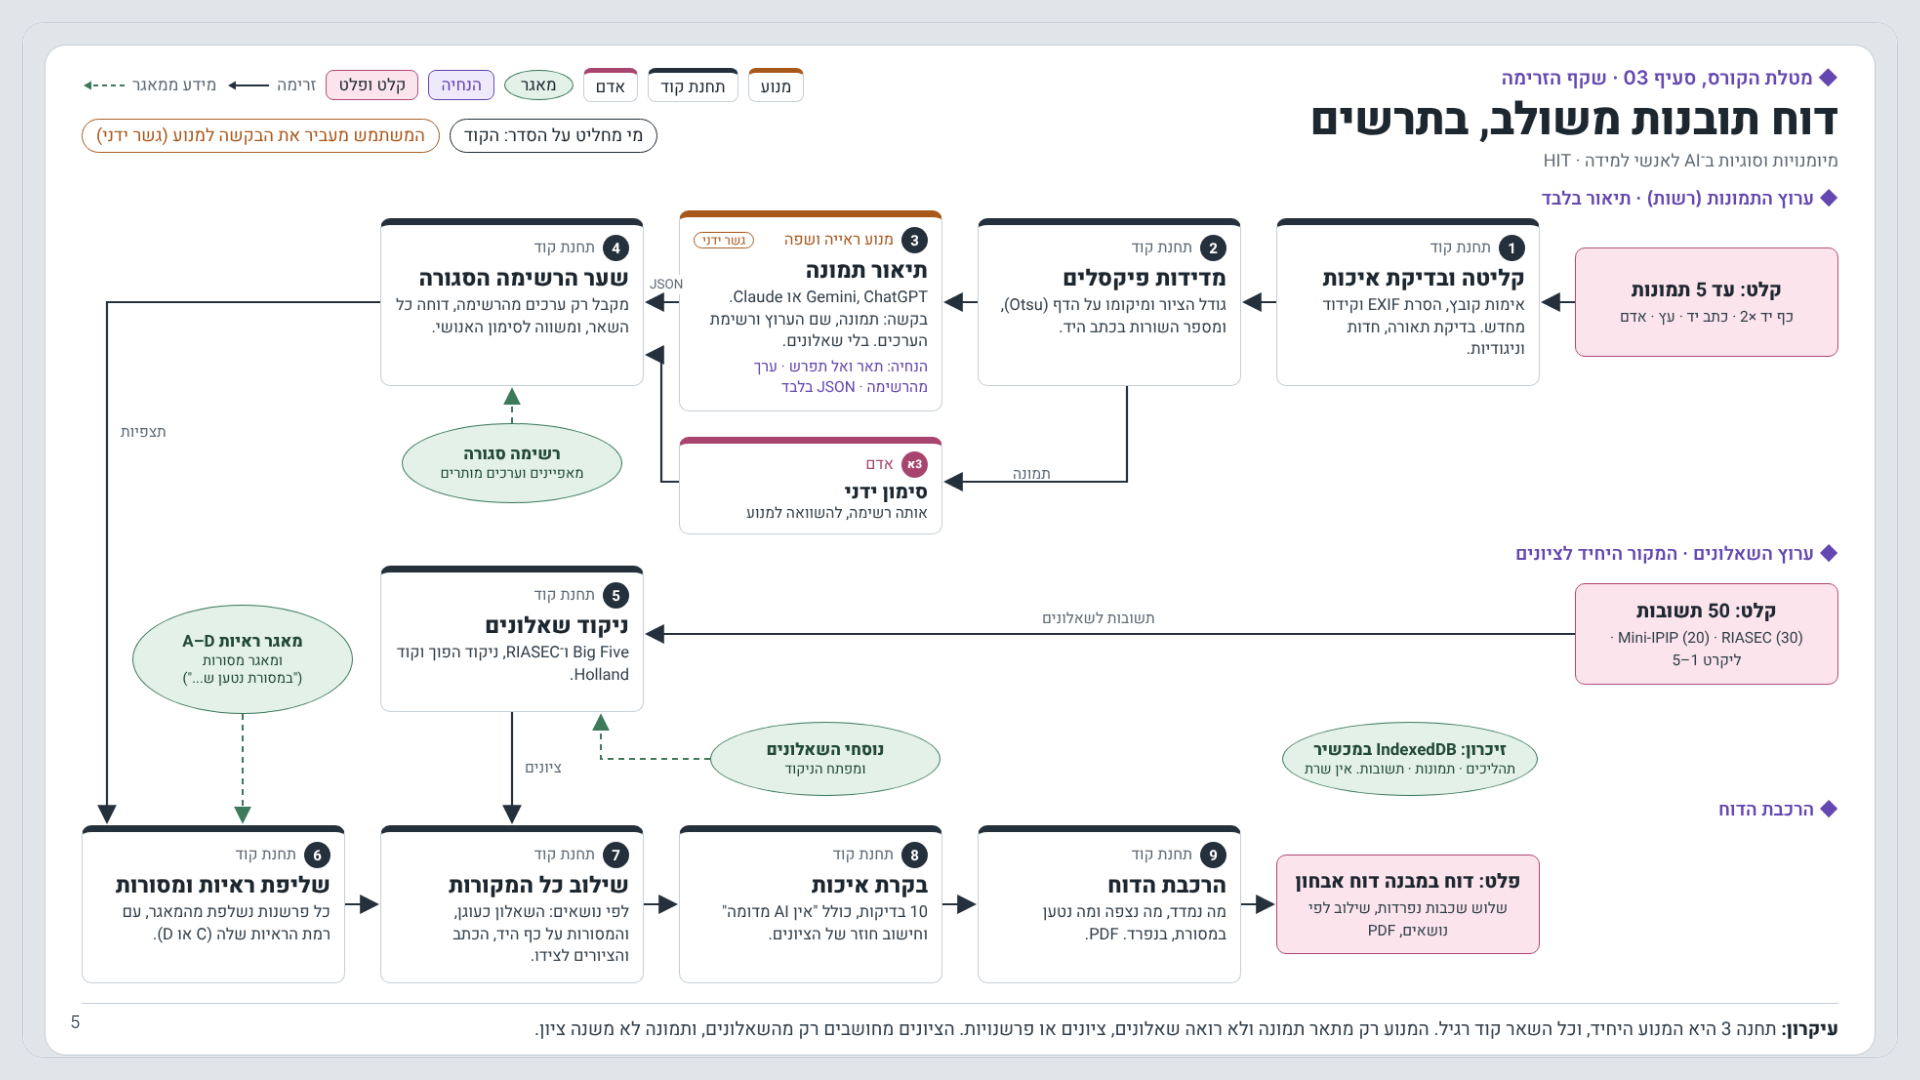 מטלת הקורס, סעיף 03 · שקף הזרימה
דוח תובנות משולב, בתרשים
מיומנויות וסוגיות ב־AI לאנשי למידה · HIT
מנוע
תחנת קוד
אדם
מאגר
הנחיה
קלט ופלט
זרימה
מידע ממאגר
מי מחליט על הסדר: הקוד
המשתמש מעביר את הבקשה למנוע (גשר ידני)
ערוץ התמונות (רשות) · תיאור בלבד
קלט: עד 5 תמונות
כף יד ×2 · כתב יד · עץ · אדם
1 תחנת קוד
קליטה ובדיקת איכות
אימות קובץ, הסרת EXIF וקידוד
מחדש. בדיקת תאורה, חדות
וניגודיות.
2 תחנת קוד
מדידות פיקסלים
גודל הציור ומיקומו על הדף (Otsu),
ומספר השורות בכתב היד.
3 מנוע ראייה ושפה
גשר ידני
תיאור תמונה
Gemini, ChatGPT או Claude.
בקשה: תמונה, שם הערוץ ורשימת
הערכים. בלי שאלונים.
הנחיה: תאר ואל תפרש · ערך
מהרשימה · JSON בלבד
JSON
4 תחנת קוד
שער הרשימה הסגורה
מקבל רק ערכים מהרשימה, דוחה כל
השאר, ומשווה לסימון האנושי.
תצפיות
רשימה סגורה
מאפיינים וערכים מותרים
תמונה
3א אדם
סימון ידני
אותה רשימה, להשוואה למנוע
ערוץ השאלונים · המקור היחיד לציונים
קלט: 50 תשובות
Mini-IPIP (20) · RIASEC (30) ·
ליקרט 1–5
תשובות לשאלונים
5 תחנת קוד
ניקוד שאלונים
Big Five ו־RIASEC, ניקוד הפוך וקוד
Holland.
מאגר ראיות A–D
ומאגר מסורות
("במסורת נטען ש...")
זיכרון: IndexedDB במכשיר
תהליכים · תמונות · תשובות. אין שרת
נוסחי השאלונים
ומפתח הניקוד
ציונים
הרכבת הדוח
6 תחנת קוד
שליפת ראיות ומסורות
כל פרשנות נשלפת מהמאגר, עם
רמת הראיות שלה (C או D).
7 תחנת קוד
שילוב כל המקורות
לפי נושאים: השאלון כעוגן,
והמסורות על כף היד, הכתב
והציורים לצידו.
8 תחנת קוד
בקרת איכות
10 בדיקות, כולל "אין AI מדומה"
וחישוב חוזר של הציונים.
9 תחנת קוד
הרכבת הדוח
מה נמדד, מה נצפה ומה נטען
במסורת, בנפרד. PDF.
פלט: דוח במבנה דוח אבחון
שלוש שכבות נפרדות, שילוב לפי
נושאים, PDF
עיקרון: תחנה 3 היא המנוע היחיד, וכל השאר קוד רגיל. המנוע רק מתאר תמונה ולא רואה שאלונים, ציונים או פרשנויות. הציונים מחושבים רק מהשאלונים, ותמונה לא משנה ציון.
5